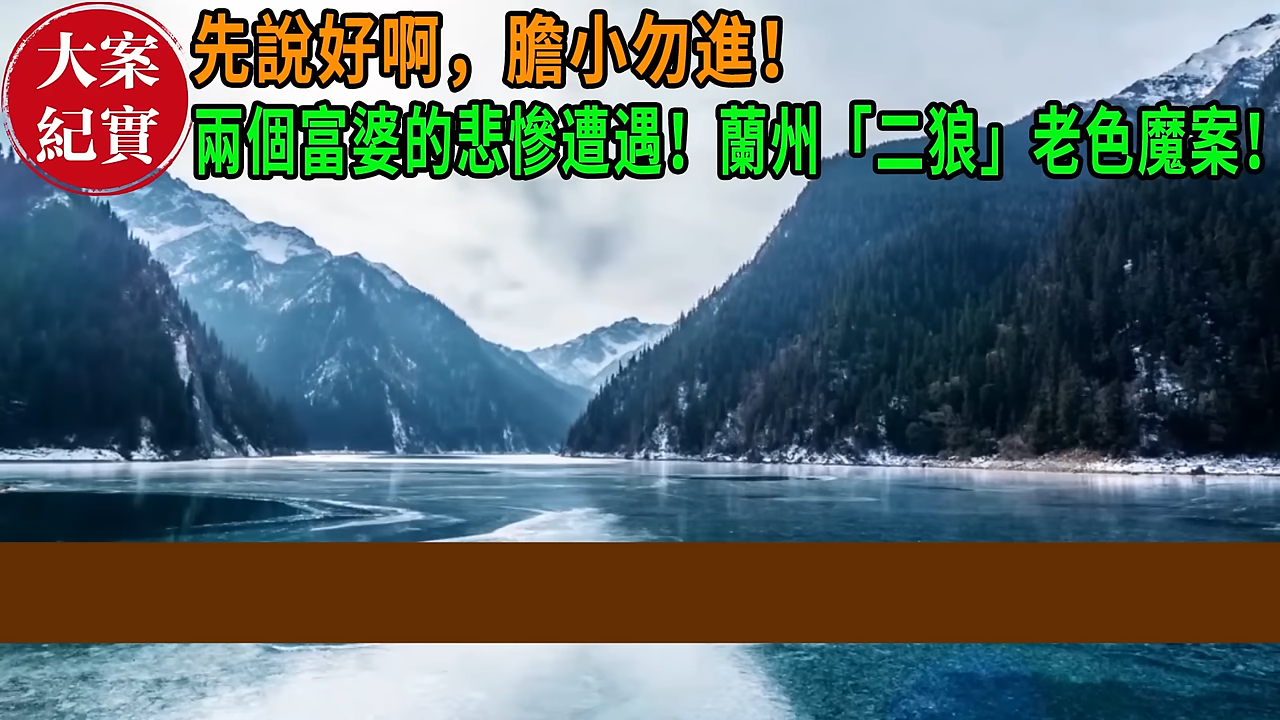 大案
紀實
先說好啊，膽小勿進！
兩個富婆的悲慘遭遇！蘭州「二狼」老色魔案！